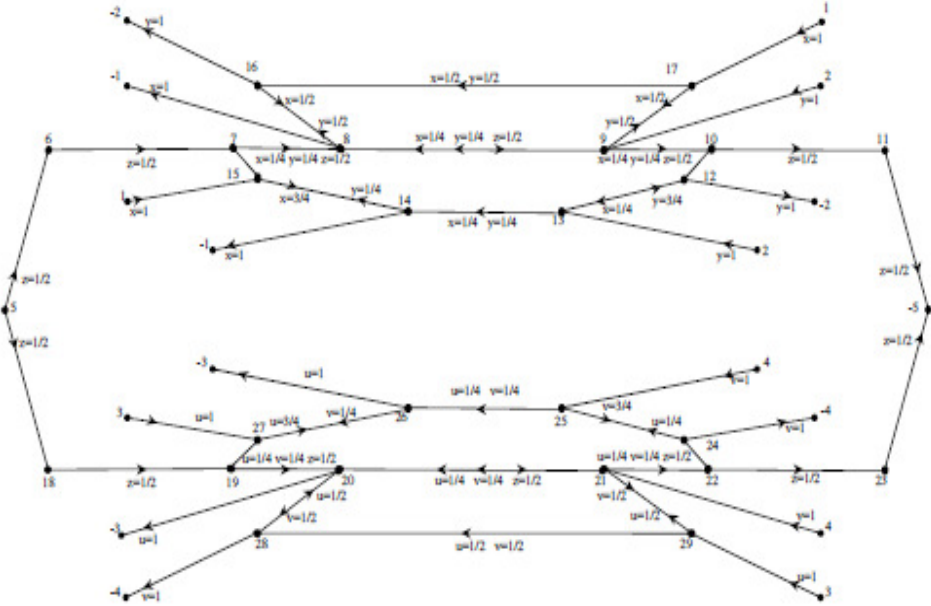 -2
y=1
1
x=1
16
x=1/2 y=1/2
17
-1
x=1
x=1/2
x=1/2
2
y=1
y=1/2
y=1/2
6
7
8
x=1/4 y=1/4 z=1/2
9
10
11
z=1/2
x=1/4 y=1/4 z=1/2
x=1/4 y=1/4 z=1/2
z=1/2
15
12
1
x=1
x=3/4
y=1/4
14
x=1/4 y=1/4
13
x=1/4
y=3/4
y=1
-2
-1
x=1
y=1
2
z=1/2
z=1/2
5
-5
z=1/2
z=1/2
-3
u=1
4
v=1
u=1/4 v=1/4
3
u=1
27
u=3/4
v=1/4
26
25
v=3/4
u=1/4
24
-4
v=1
u=1/4 v=1/4 z=1/2
u=1/4 v=1/4 z=1/2
18
z=1/2
19
20
u=1/4 v=1/4 z=1/2
21
22
z=1/2
23
u=1/2
v=1/2
-3
u=1
v=1/2
u=1/2
v=1
4
28
u=1/2 v=1/2
29
-4
v=1
u=1
3